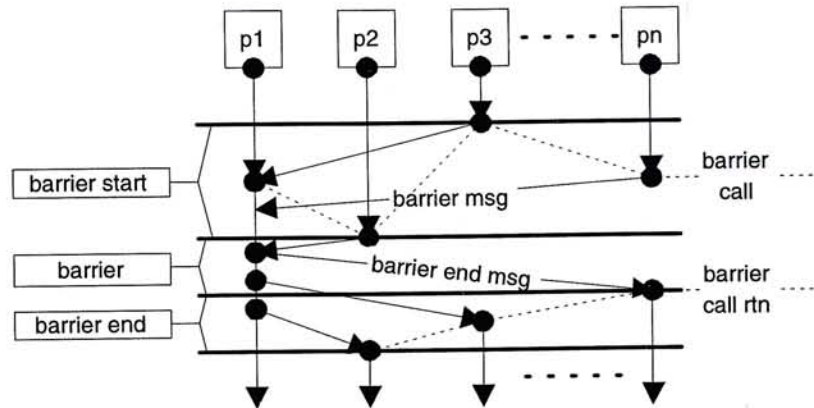 p1 p2 p3 pn
barrier start
barrier msg
barrier
call
barrier
barrier end msg
barrier
call rtn
barrier end